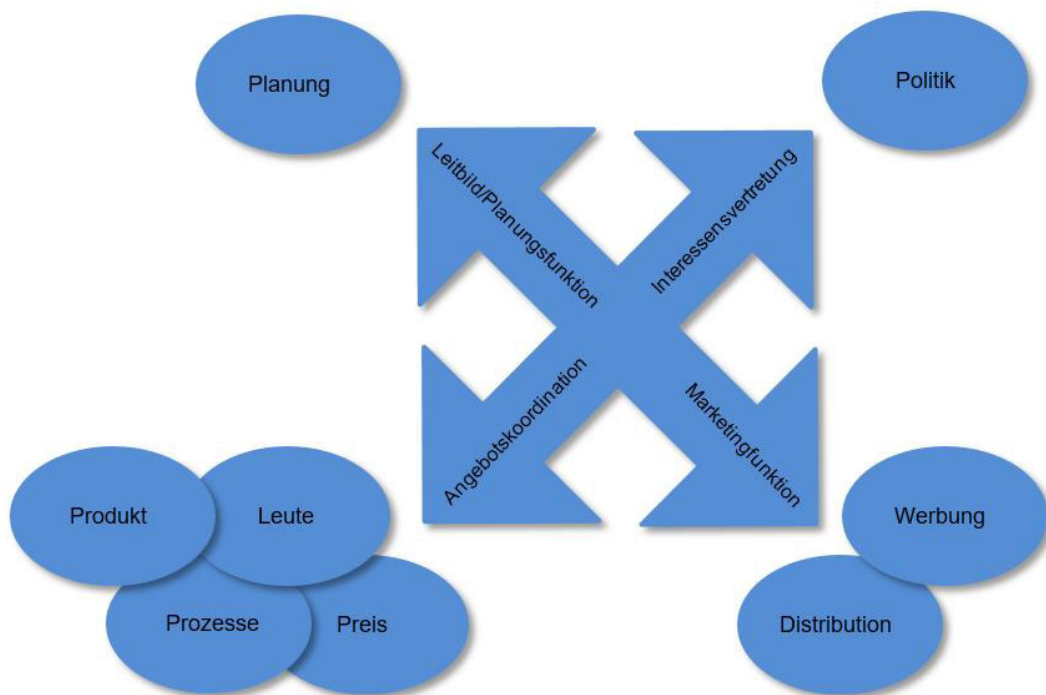 Planung
Politik
Leitbild/Planungsfunktion
Interessensvertretung
Angebotskoordination
Marketingfunktion
Produkt
Leute
Werbung
Prozesse
Preis
Distribution